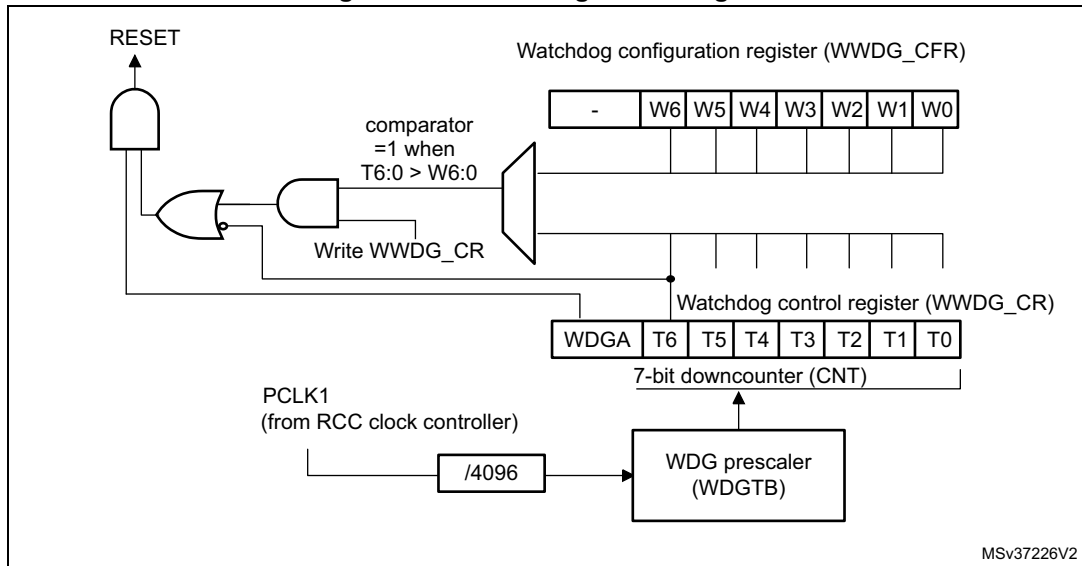 RESET
Watchdog configuration register (WWDG_CFR)
- W6 W5 W4 W3 W2 W1 W0
comparator
=1 when
T6:0 > W6:0
Write WWDG_CR
Watchdog control register (WWDG_CR)
WDGA T6 T5 T4 T3 T2 T1 T0
7-bit downcounter (CNT)
PCLK1
(from RCC clock controller)
/4096
WDG prescaler
(WDGTB)
MSv37226V2